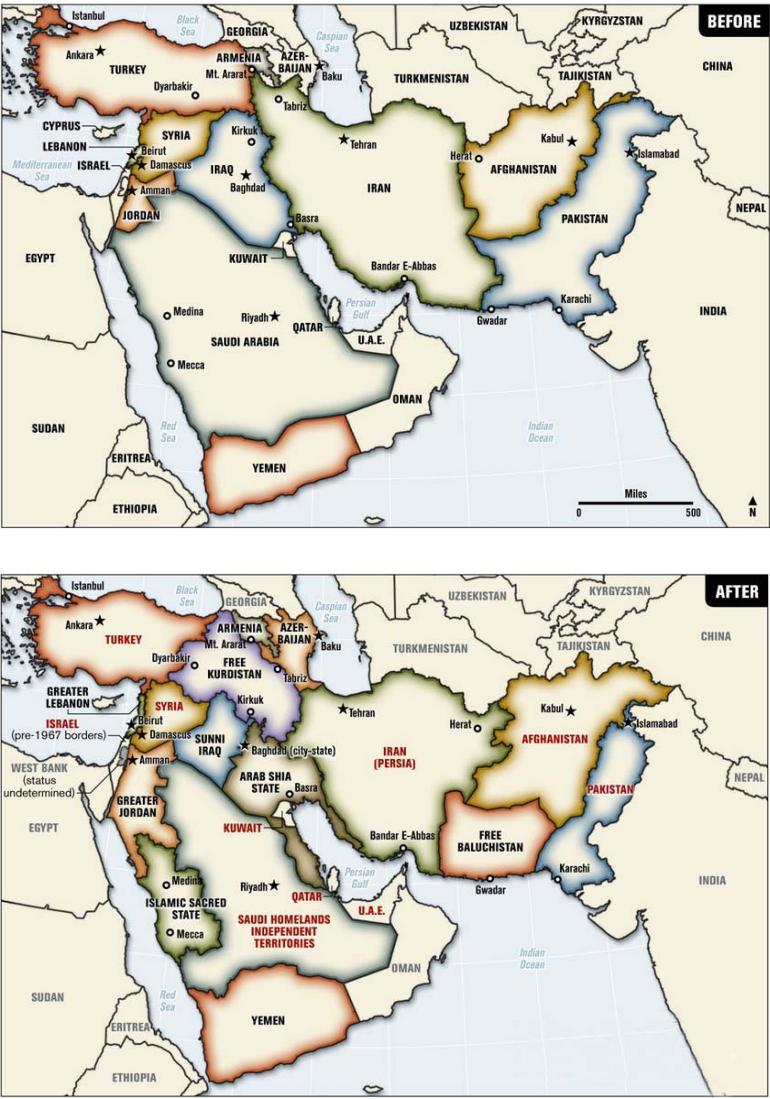 Istanbul
Black
Sea
GEORGIA
Caspian
Sea
UZBEKISTAN
KYRGYZSTAN
BEFORE
Ankara
TURKEY
ARMENIA
Mt. Ararat
AZER-
BAIJAN
Baku
TURKMENISTAN
TAJIKISTAN
CHINA
Dyarbakir
Tabriz
CYPRUS
LEBANON
Beirut
SYRIA
Kirkuk
Tehran
Herat
Kabul
Islamabad
Mediterranean
Sea
ISRAEL
Damascus
IRAQ
Baghdad
IRAN
AFGHANISTAN
Amman
JORDAN
Basra
PAKISTAN
NEPAL
EGYPT
KUWAIT
Bandar E-Abbas
Medina
Riyadh
QATAR
Persian
Gulf
Gwadar
Karachi
INDIA
SAUDI ARABIA
U.A.E.
Mecca
OMAN
SUDAN
Red
Sea
Indian
Ocean
ERITREA
YEMEN
ETHIOPIA
Miles
0
500
N
Istanbul
Black
Sea
GEORGIA
Caspian
Sea
UZBEKISTAN
KYRGYZSTAN
AFTER
Ankara
TURKEY
ARMENIA
Mt. Ararat
AZER-
BAIJAN
Baku
TURKMENISTAN
TAJIKISTAN
CHINA
Dyarbakir
FREE
KURDISTAN
Tabriz
GREATER
LEBANON
SYRIA
Kirkuk
Tehran
Herat
Kabul
Islamabad
ISRAEL
(pre-1967 borders)
Beirut
Damascus
SUNNI
IRAQ
Baghdad (city-state)
IRAN
(PERSIA)
AFGHANISTAN
WEST BANK
(status
undetermined)
Amman
ARAB SHIA
STATE
Basra
PAKISTAN
NEPAL
GREATER
JORDAN
EGYPT
KUWAIT
Bandar E-Abbas
FREE
BALUCHISTAN
Medina
Riyadh
Persian
Gulf
Gwadar
Karachi
INDIA
ISLAMIC SACRED
STATE
QATAR
U.A.E.
Mecca
SAUDI HOMELANDS
INDEPENDENT
TERRITORIES
OMAN
Indian
Ocean
SUDAN
Red
Sea
ERITREA
YEMEN
ETHIOPIA